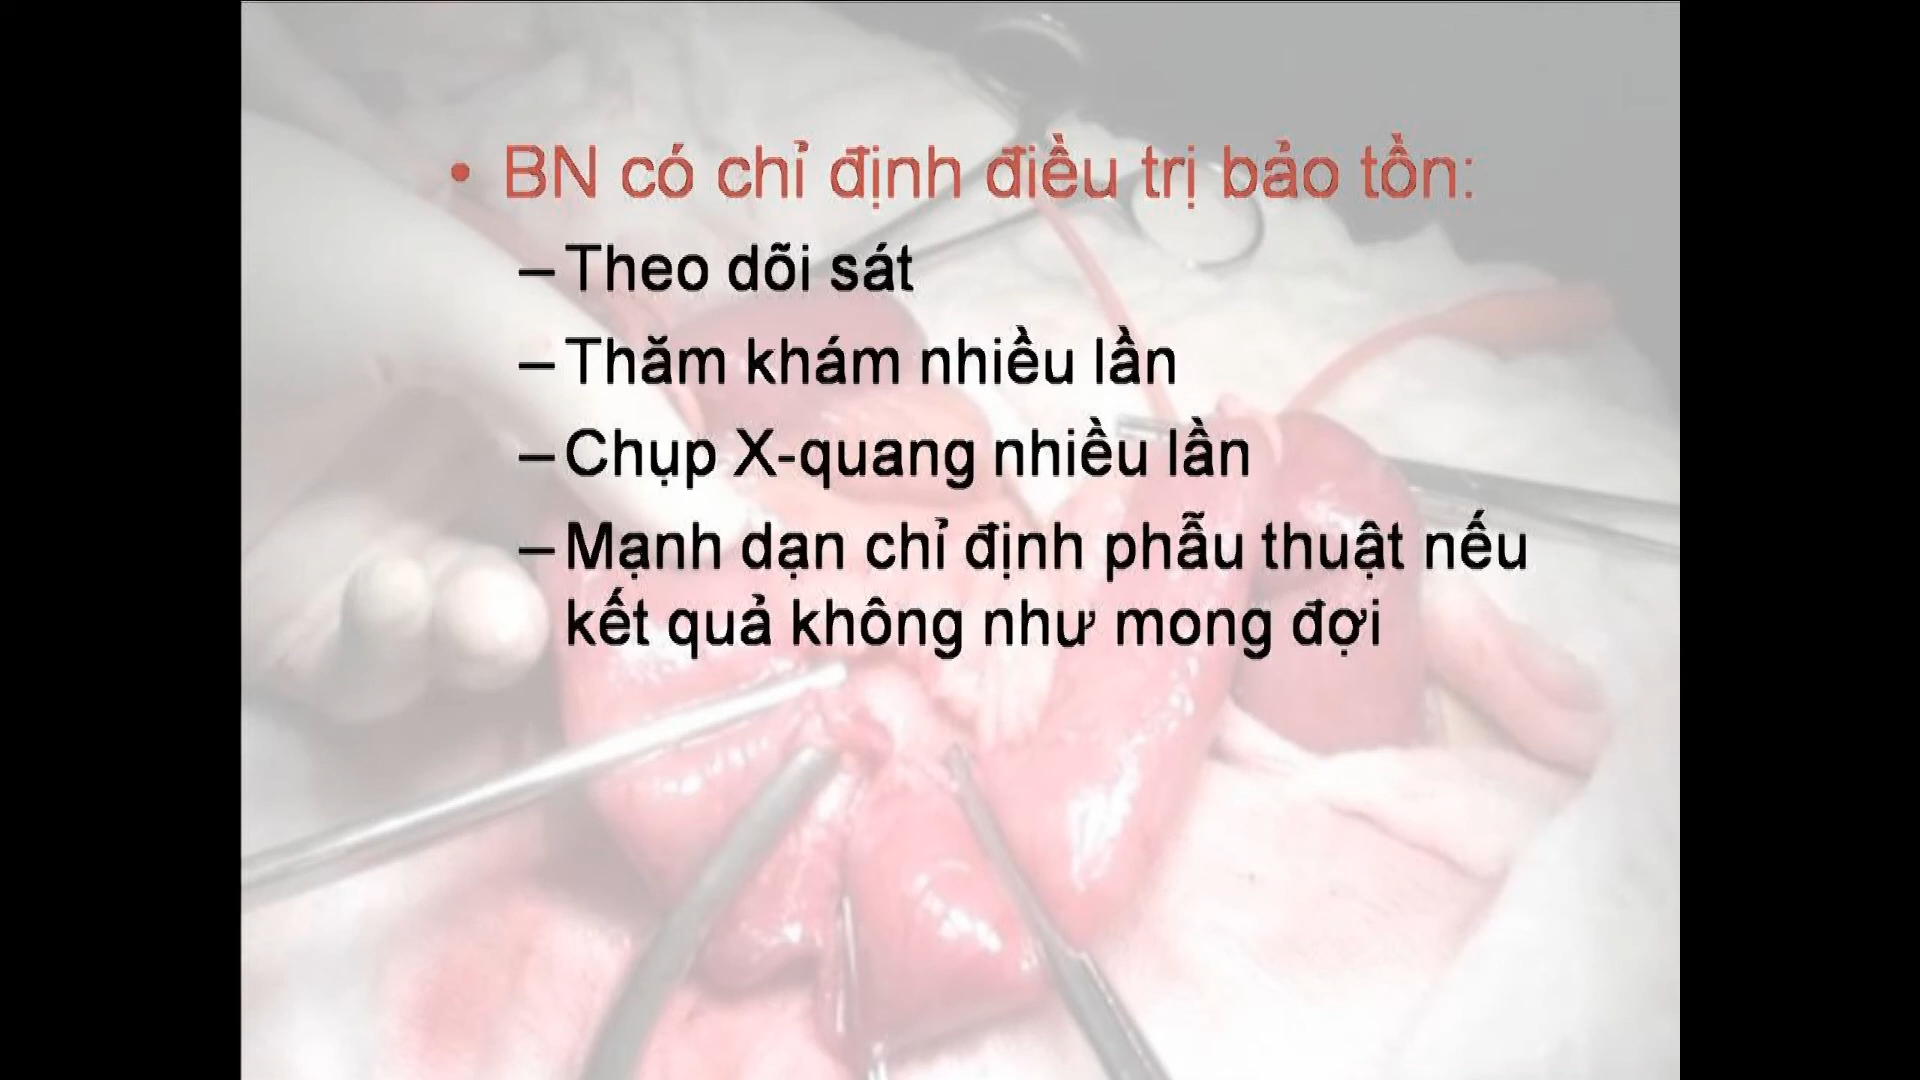 • BN có chỉ định điều trị bảo tồn:
– Theo dõi sát
– Thăm khám nhiều lần
– Chụp X-quang nhiều lần
– Mạnh dạn chỉ định phẫu thuật nếu
kết quả không như mong đợi